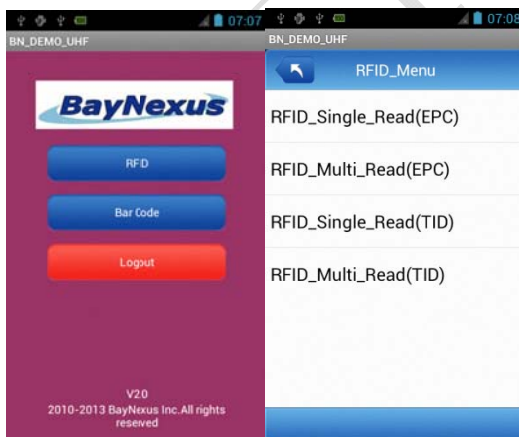 07:07
BN_DEMO_UHF
BayNexus
RFID
Bar Code
Logout
V2.0
2010-2013 BayNexus Inc.All rights
reserved
07:08
BN_DEMO_UHF
RFID_Menu
RFID_Single_Read(EPC)
RFID_Multi_Read(EPC)
RFID_Single_Read(TID)
RFID_Multi_Read(TID)